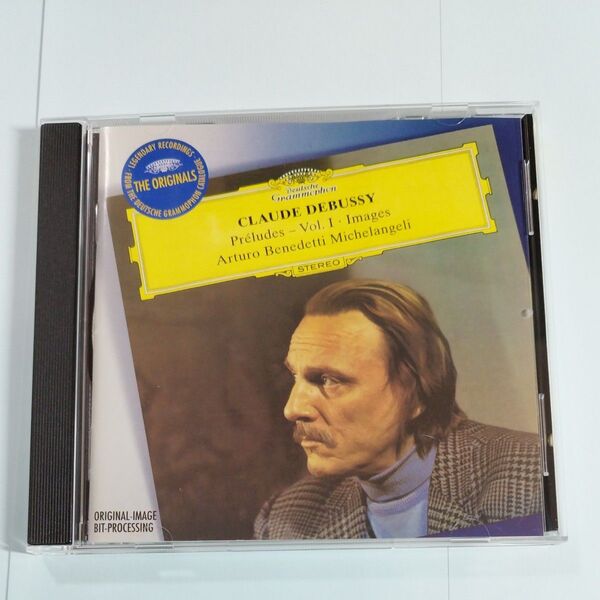 LEGENDARY RECORDINGS
FROM THE DEUTSCHE GRAMMOPHON CATALOGUE
THE ORIGINALS
Deutsche
Grammophon
CLAUDE DEBUSSY
Préludes – Vol. I · Images
Arturo Benedetti Michelangeli
STEREO
ORIGINAL-IMAGE
BIT-PROCESSING